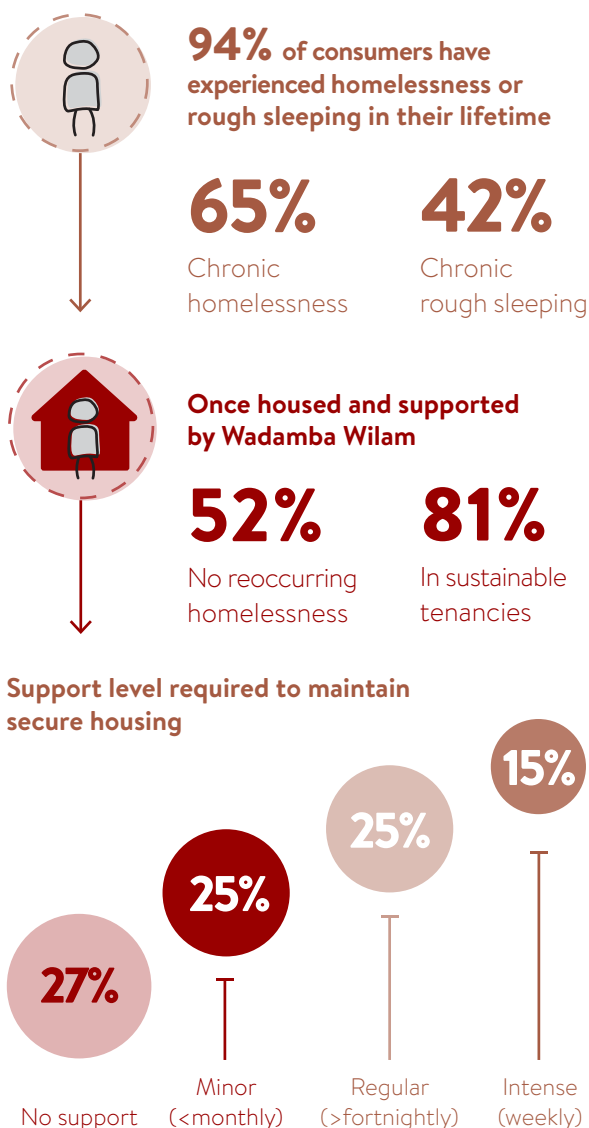 94% of consumers have
experienced homelessness or
rough sleeping in their lifetime
65%
Chronic
homelessness
42%
Chronic
rough sleeping
Once housed and supported
by Wadamba Wilam
52%
No reoccurring
homelessness
81%
In sustainable
tenancies
Support level required to maintain
secure housing
27%
No support
25%
Minor
(<monthly)
25%
Regular
(>fortnightly)
15%
Intense
(weekly)